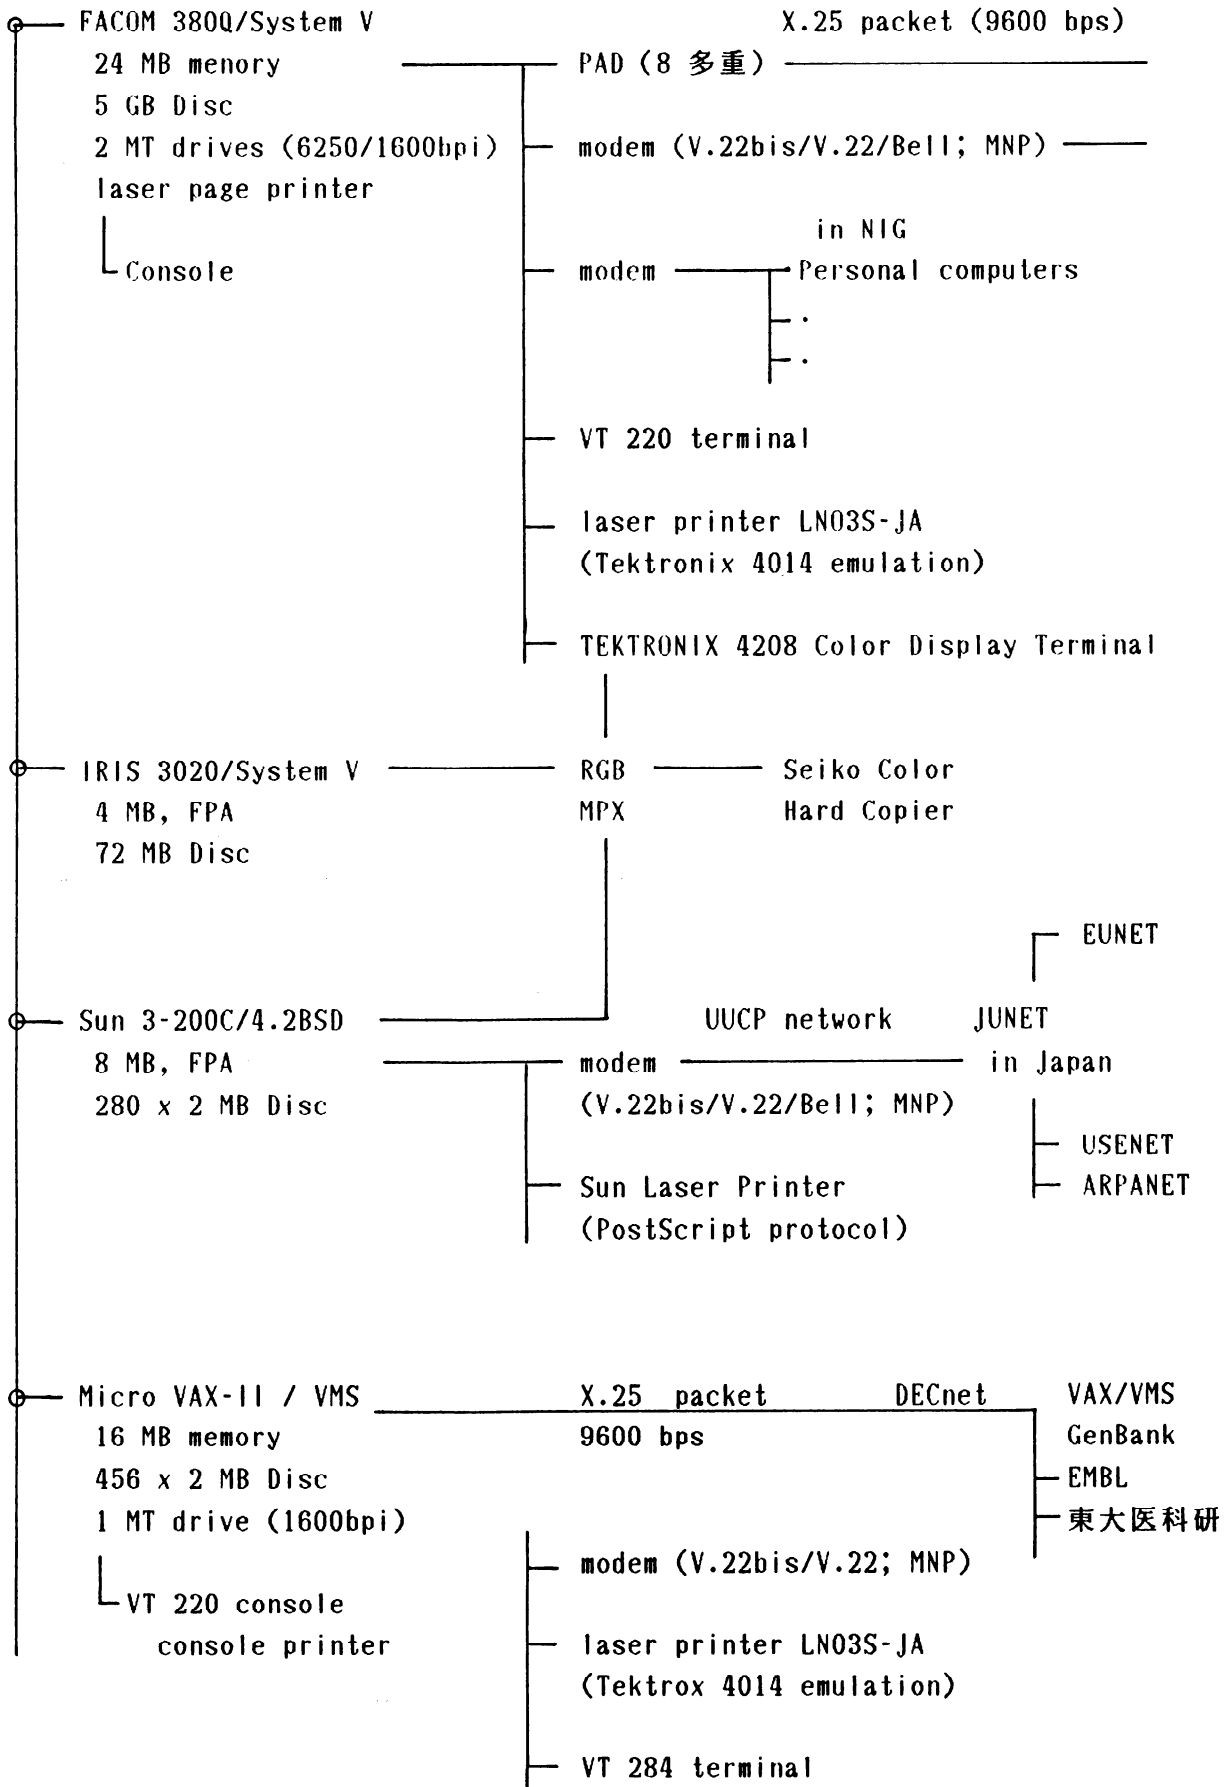 FACOM 380Q/System V
X.25 packet (9600 bps)
24 MB menory
PAD (8 多重)
5 GB Disc
2 MT drives (6250/1600bpi)
modem (V.22bis/V.22/Bell; MNP)
laser page printer
in NIG
Console
modem
Personal computers
.
.
VT 220 terminal
laser printer LN03S-JA
(Tektronix 4014 emulation)
TEKTRONIX 4208 Color Display Terminal
IRIS 3020/System V
RGB
Seiko Color
4 MB, FPA
MPX
Hard Copier
72 MB Disc
EUNET
Sun 3-200C/4.2BSD
UUCP network
JUNET
8 MB, FPA
modem
in Japan
280 x 2 MB Disc
(V.22bis/V.22/Bell; MNP)
USENET
Sun Laser Printer
ARPANET
(PostScript protocol)
Micro VAX-II / VMS
X.25 packet
DECnet
VAX/VMS
16 MB memory
9600 bps
GenBank
456 x 2 MB Disc
EMBL
1 MT drive (1600bpi)
東大医科研
modem (V.22bis/V.22; MNP)
VT 220 console
console printer
laser printer LN03S-JA
(Tektrox 4014 emulation)
VT 284 terminal